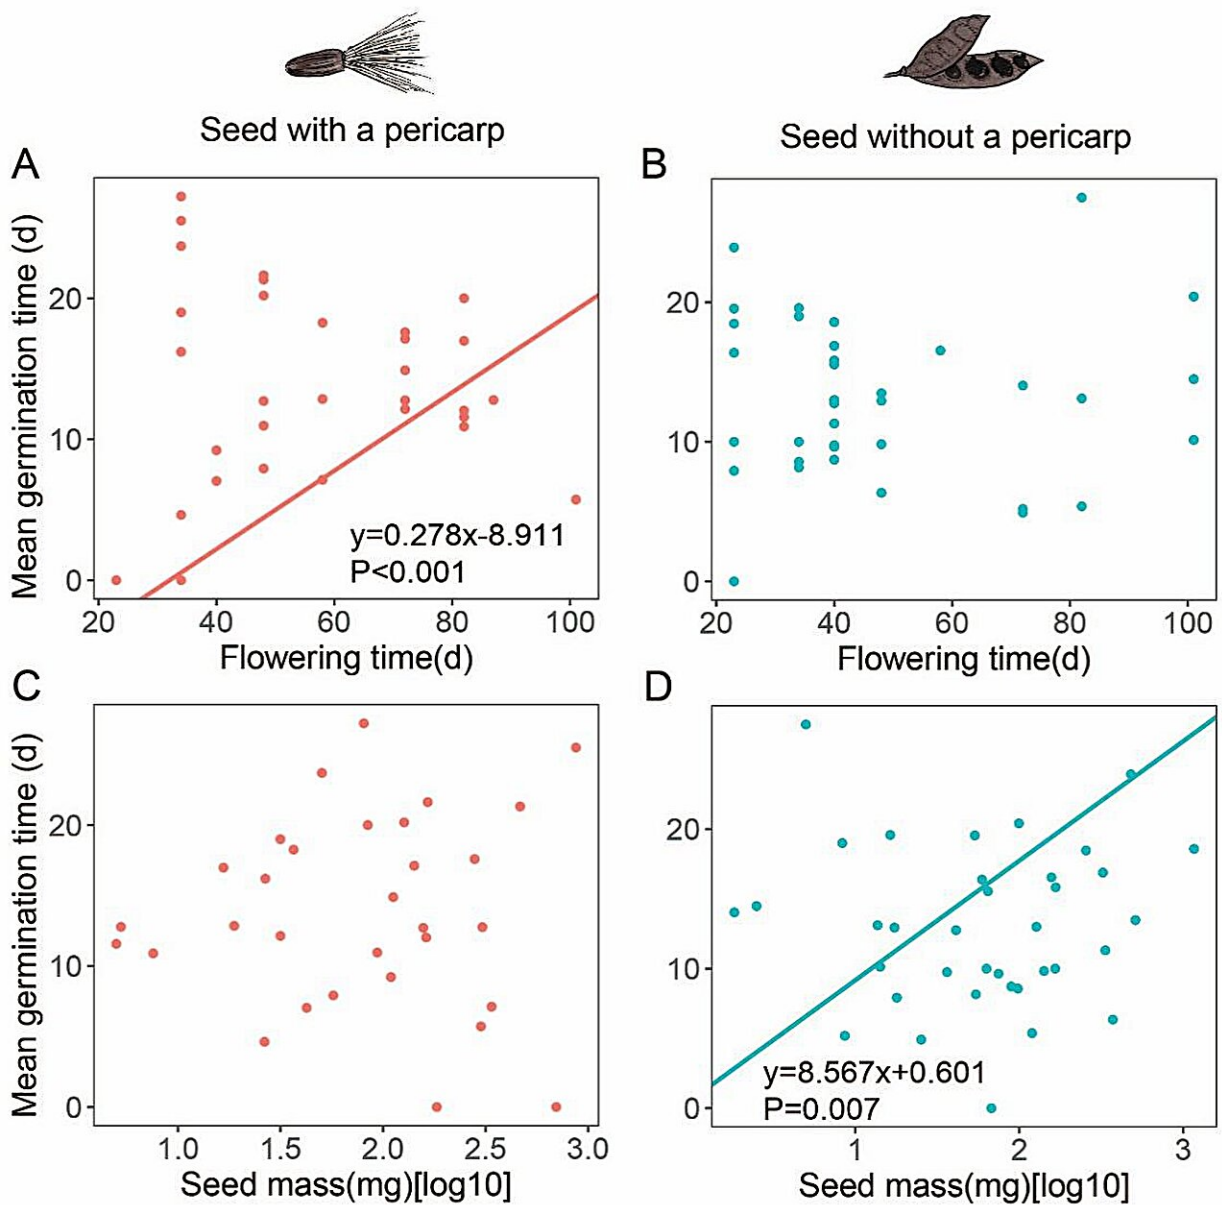 Seed with a pericarp
Seed without a pericarp
A
Mean germination time (d)
20
10
0
y=0.278x-8.911
P<0.001
20 40 60 80 100
Flowering time(d)
B
20
10
0
20 40 60 80 100
Flowering time(d)
C
Mean germination time (d)
20
10
0
1.0 1.5 2.0 2.5 3.0
Seed mass(mg)[log10]
D
20
10
0
y=8.567x+0.601
P=0.007
1 2 3
Seed mass(mg)[log10]